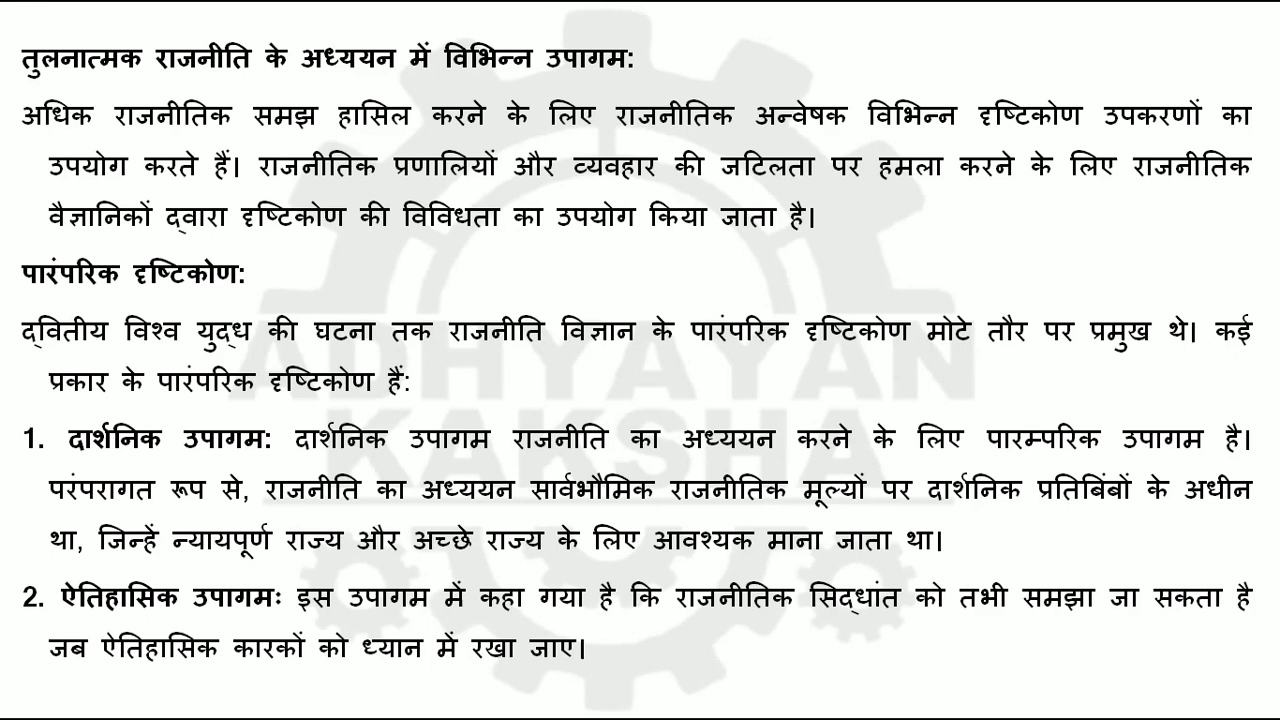 तुलनात्मक राजनीति के अध्ययन में विभिन्न उपागम:
अधिक राजनीतिक समझ हासिल करने के लिए राजनीतिक अन्वेषक विभिन्न दृष्टिकोण उपकरणों का
उपयोग करते हैं। राजनीतिक प्रणालियों और व्यवहार की जटिलता पर हमला करने के लिए राजनीतिक
वैज्ञानिकों द्वारा दृष्टिकोण की विविधता का उपयोग किया जाता है।
पारंपरिक दृष्टिकोण:
द्वितीय विश्व युद्ध की घटना तक राजनीति विज्ञान के पारंपरिक दृष्टिकोण मोटे तौर पर प्रमुख थे। कई
प्रकार के पारंपरिक दृष्टिकोण हैं:
ADHYAYAN
KAKSHA
1. दार्शनिक उपागम: दार्शनिक उपागम राजनीति का अध्ययन करने के लिए पारम्परिक उपागम है।
परंपरागत रूप से, राजनीति का अध्ययन सार्वभौमिक राजनीतिक मूल्यों पर दार्शनिक प्रतिबिंबों के अधीन
था, जिन्हें न्यायपूर्ण राज्य और अच्छे राज्य के लिए आवश्यक माना जाता था।
2. ऐतिहासिक उपागमः इस उपागम में कहा गया है कि राजनीतिक सिद्धांत को तभी समझा जा सकता है
जब ऐतिहासिक कारकों को ध्यान में रखा जाए।